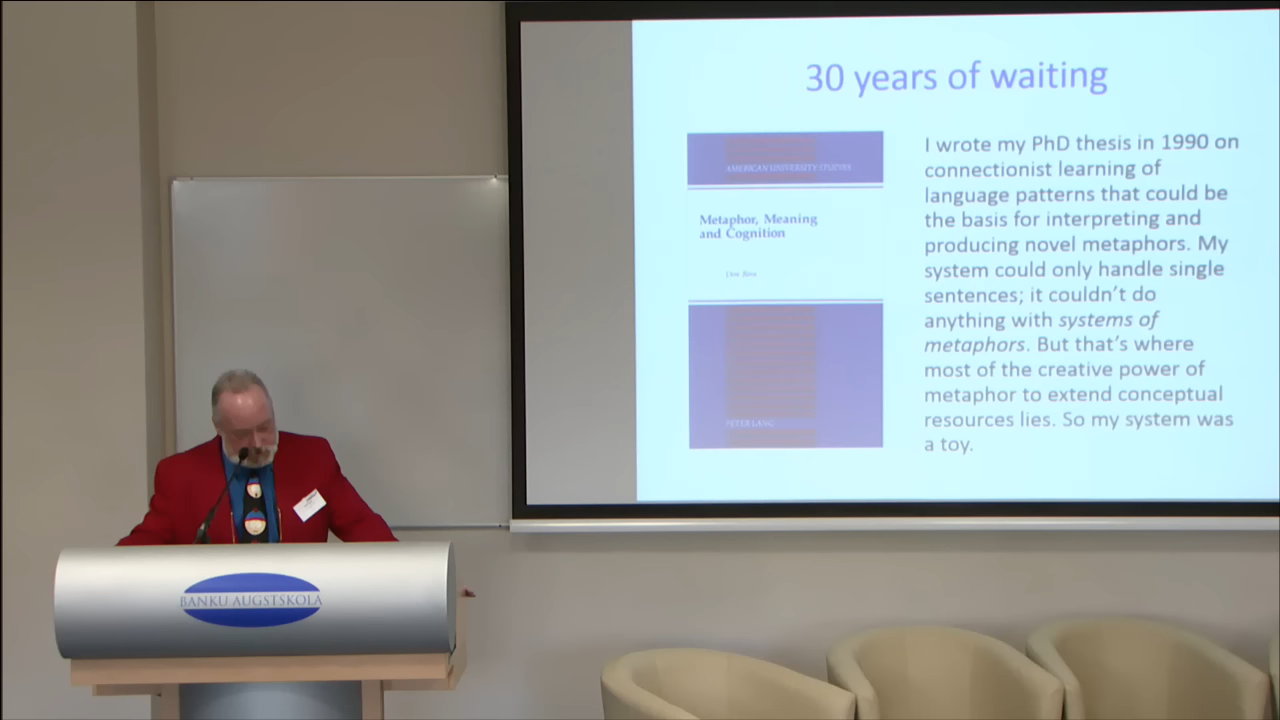 30 years of waiting
AMERICAN UNIVERSITY STUDIES
Metaphor, Meaning
and Cognition
PETER LANG
I wrote my PhD thesis in 1990 on
connectionist learning of
language patterns that could be
the basis for interpreting and
producing novel metaphors. My
system could only handle single
sentences; it couldn’t do
anything with systems of
metaphors. But that’s where
most of the creative power of
metaphor to extend conceptual
resources lies. So my system was
a toy.
BANKU AUGSTSKOLA